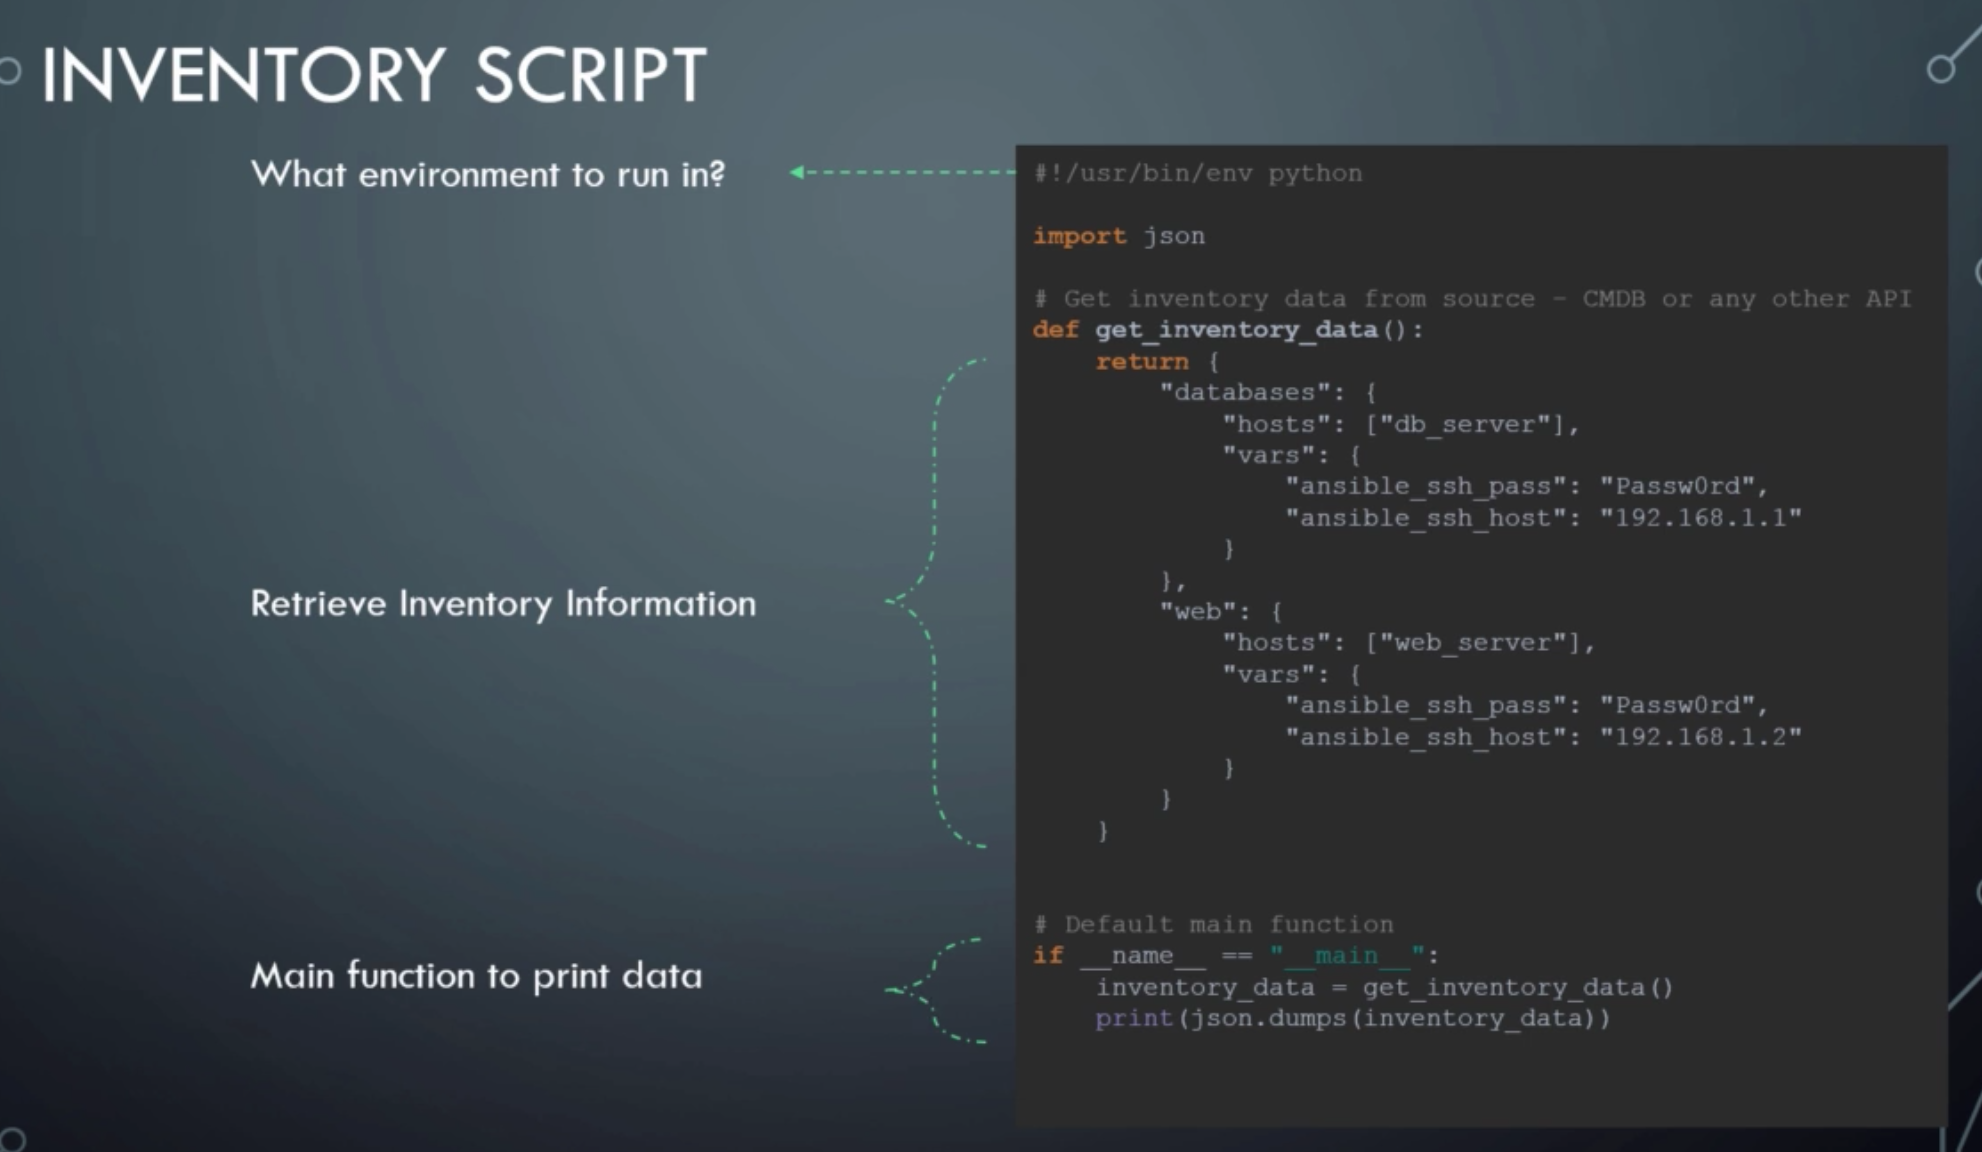 INVENTORY SCRIPT
What environment to run in?
Retrieve Inventory Information
Main function to print data
#!/usr/bin/env python
import json
# Get inventory data from source – CMDB or any other API
def get_inventory_data():
    return {
        "databases": {
            "hosts": ["db_server"],
            "vars": {
                "ansible_ssh_pass": "Passw0rd",
                "ansible_ssh_host": "192.168.1.1"
            }
        },
        "web": {
            "hosts": ["web_server"],
            "vars": {
                "ansible_ssh_pass": "Passw0rd",
                "ansible_ssh_host": "192.168.1.2"
            }
        }
    }
# Default main function
if __name__ == "__main__":
    inventory_data = get_inventory_data()
    print(json.dumps(inventory_data))